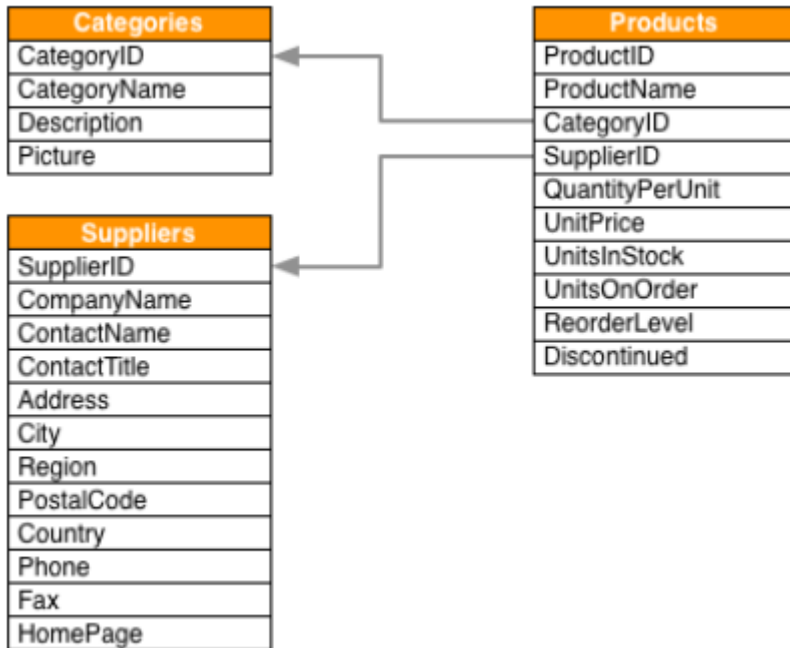 Categories
CategoryID
CategoryName
Description
Picture
Suppliers
SupplierID
CompanyName
ContactName
ContactTitle
Address
City
Region
PostalCode
Country
Phone
Fax
HomePage
Products
ProductID
ProductName
CategoryID
SupplierID
QuantityPerUnit
UnitPrice
UnitsInStock
UnitsOnOrder
ReorderLevel
Discontinued